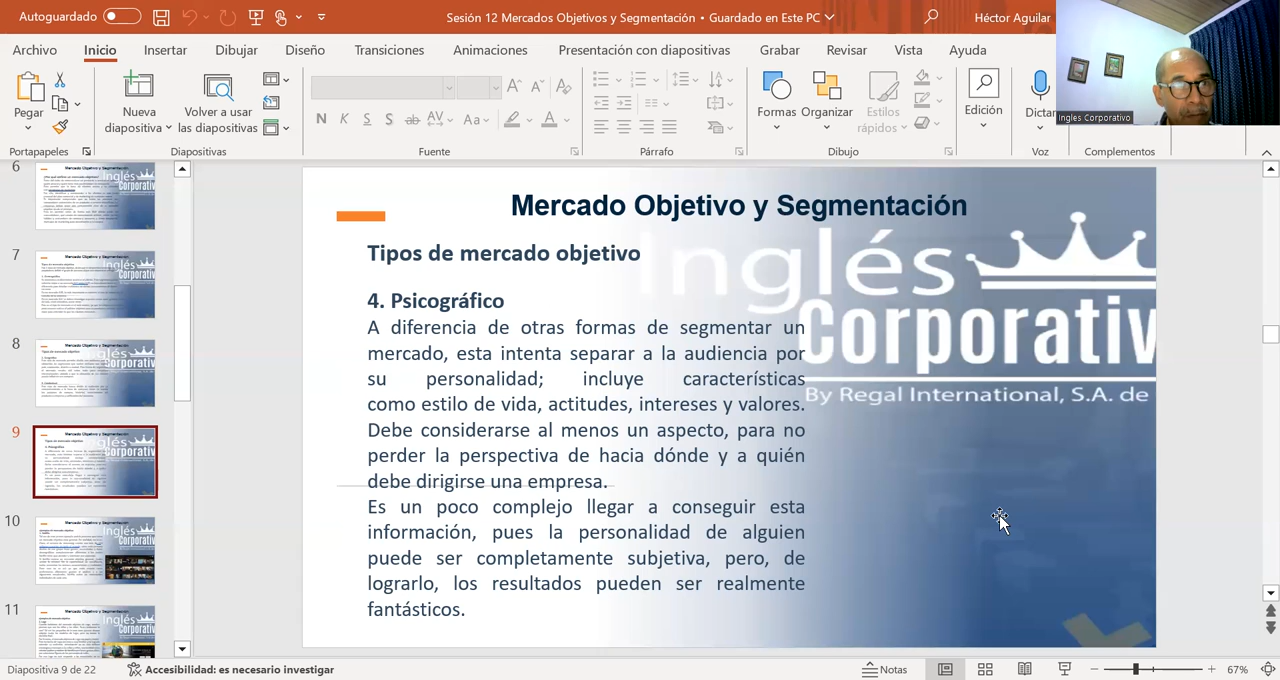 Autoguardado
Sesión 12 Mercados Objetivos y Segmentación • Guardado en Este PC
Héctor Aguilar
Archivo Inicio Insertar Dibujar Diseño Transiciones Animaciones Presentación con diapositivas Grabar Revisar Vista Ayuda
Pegar
Nueva diapositiva
Volver a usar las diapositivas
N K S S ab AV Aa A
Formas
Organizar
Estilos rápidos
Edición
Dictar
Ingles Corporativo
Portapapeles
Diapositivas
Fuente
Párrafo
Dibujo
Voz
Complementos
6
7
8
9
10
11
Mercado Objetivo y Segmentación
Tipos de mercado objetivo
4. Psicográfico
A diferencia de otras formas de segmentar un
mercado, este intenta separar a la audiencia por
su personalidad; incluye características
como estilo de vida, actitudes, intereses y valores.
Debe considerarse al menos un aspecto, para no
perder la perspectiva de hacia dónde y a quién
debe dirigirse una empresa.
Es un poco complejo llegar a conseguir esta
información, pues la personalidad de alguien
puede ser completamente subjetiva, pero, de
lograrlo, los resultados pueden ser realmente
fantásticos.
Inglés
Corporativ
By Regal International, S.A. de
Diapositiva 9 de 22
Accesibilidad: es necesario investigar
Notas
67%